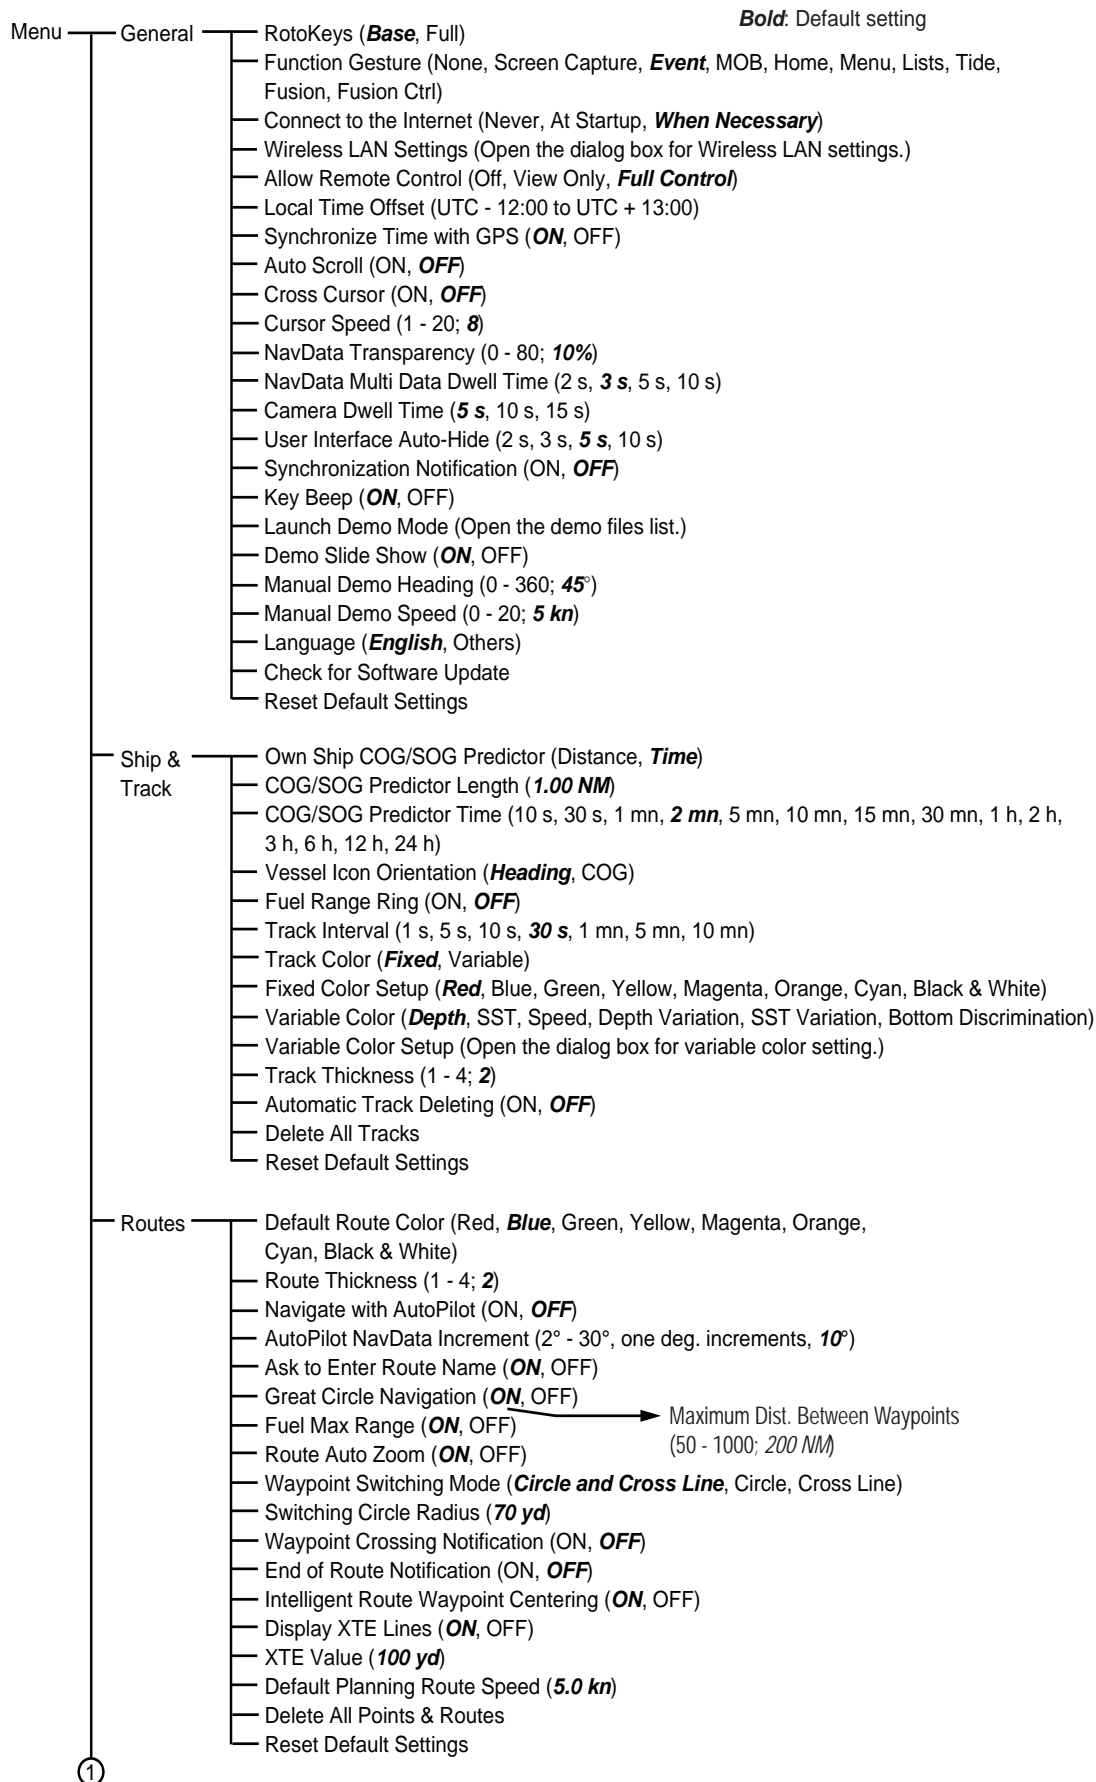 Bold: Default setting
Menu
General
RotoKeys (Base, Full)
Function Gesture (None, Screen Capture, Event, MOB, Home, Menu, Lists, Tide,
Fusion, Fusion Ctrl)
Connect to the Internet (Never, At Startup, When Necessary)
Wireless LAN Settings (Open the dialog box for Wireless LAN settings.)
Allow Remote Control (Off, View Only, Full Control)
Local Time Offset (UTC - 12:00 to UTC + 13:00)
Synchronize Time with GPS (ON, OFF)
Auto Scroll (ON, OFF)
Cross Cursor (ON, OFF)
Cursor Speed (1 - 20; 8)
NavData Transparency (0 - 80; 10%)
NavData Multi Data Dwell Time (2 s, 3 s, 5 s, 10 s)
Camera Dwell Time (5 s, 10 s, 15 s)
User Interface Auto-Hide (2 s, 3 s, 5 s, 10 s)
Synchronization Notification (ON, OFF)
Key Beep (ON, OFF)
Launch Demo Mode (Open the demo files list.)
Demo Slide Show (ON, OFF)
Manual Demo Heading (0 - 360; 45°)
Manual Demo Speed (0 - 20; 5 kn)
Language (English, Others)
Check for Software Update
Reset Default Settings
Ship &
Track
Own Ship COG/SOG Predictor (Distance, Time)
COG/SOG Predictor Length (1.00 NM)
COG/SOG Predictor Time (10 s, 30 s, 1 mn, 2 mn, 5 mn, 10 mn, 15 mn, 30 mn, 1 h, 2 h,
3 h, 6 h, 12 h, 24 h)
Vessel Icon Orientation (Heading, COG)
Fuel Range Ring (ON, OFF)
Track Interval (1 s, 5 s, 10 s, 30 s, 1 mn, 5 mn, 10 mn)
Track Color (Fixed, Variable)
Fixed Color Setup (Red, Blue, Green, Yellow, Magenta, Orange, Cyan, Black & White)
Variable Color (Depth, SST, Speed, Depth Variation, SST Variation, Bottom Discrimination)
Variable Color Setup (Open the dialog box for variable color setting.)
Track Thickness (1 - 4; 2)
Automatic Track Deleting (ON, OFF)
Delete All Tracks
Reset Default Settings
Routes
Default Route Color (Red, Blue, Green, Yellow, Magenta, Orange,
Cyan, Black & White)
Route Thickness (1 - 4; 2)
Navigate with AutoPilot (ON, OFF)
AutoPilot NavData Increment (2° - 30°, one deg. increments, 10°)
Ask to Enter Route Name (ON, OFF)
Great Circle Navigation (ON, OFF)
Maximum Dist. Between Waypoints
(50 - 1000; 200 NM)
Fuel Max Range (ON, OFF)
Route Auto Zoom (ON, OFF)
Waypoint Switching Mode (Circle and Cross Line, Circle, Cross Line)
Switching Circle Radius (70 yd)
Waypoint Crossing Notification (ON, OFF)
End of Route Notification (ON, OFF)
Intelligent Route Waypoint Centering (ON, OFF)
Display XTE Lines (ON, OFF)
XTE Value (100 yd)
Default Planning Route Speed (5.0 kn)
Delete All Points & Routes
Reset Default Settings
1